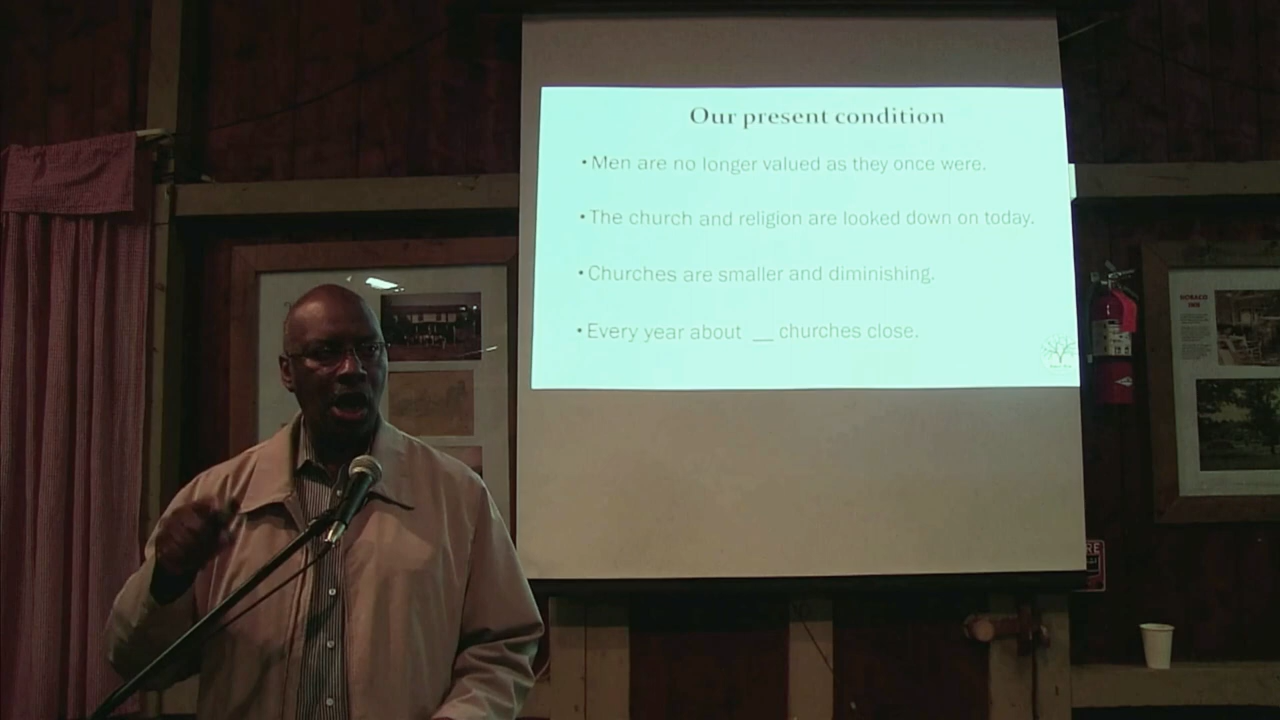 Our present condition
•Men are no longer valued as they once were.
•The church and religion are looked down on today.
•Churches are smaller and diminishing.
•Every year about __ churches close.